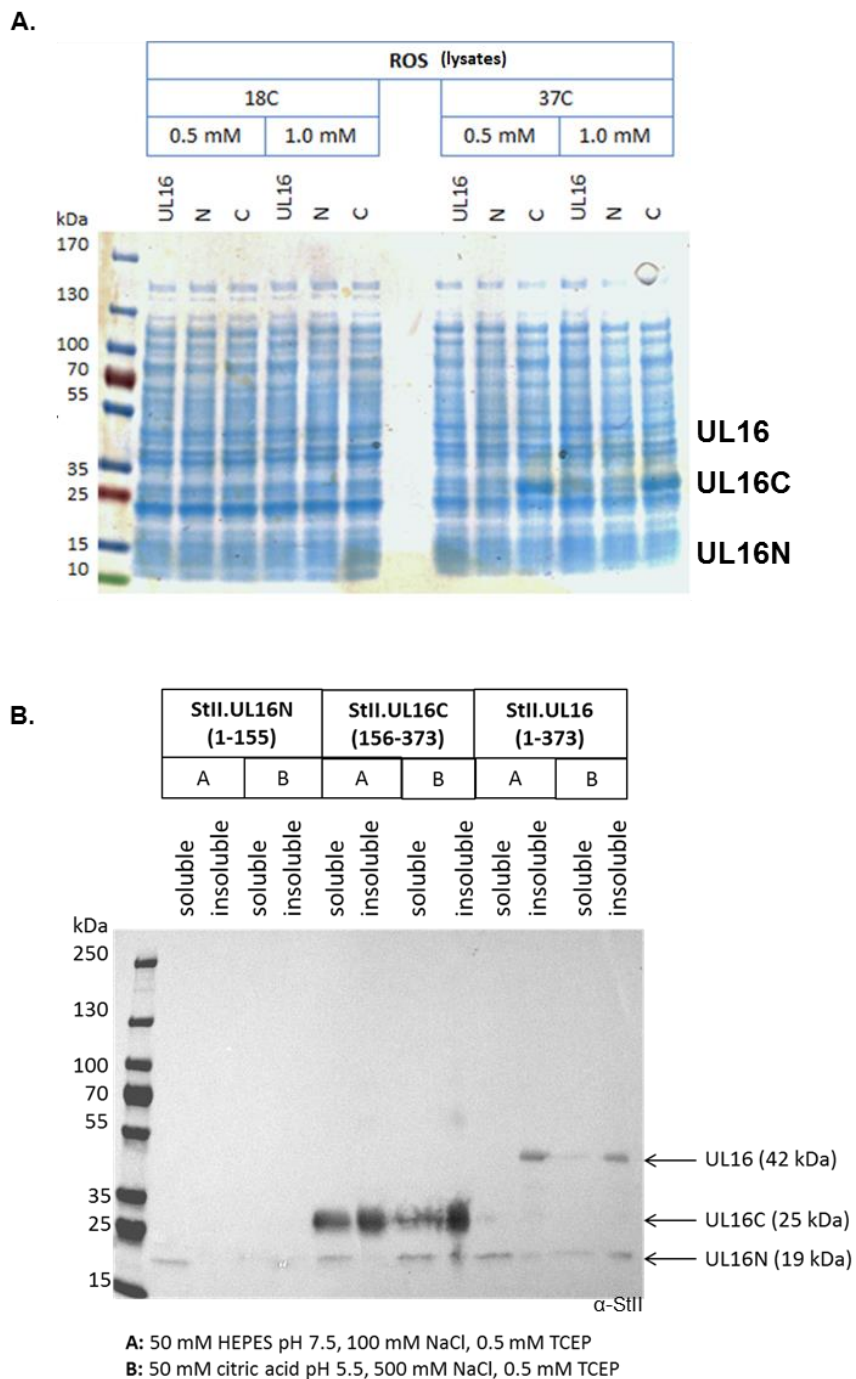 A.
ROS (lysates)
18C 37C
0.5 mM 1.0 mM 0.5 mM 1.0 mM
UL16 N C UL16 N C UL16 N C UL16 N C
kDa
170
130
100
70
55
35
25
15
10
UL16
UL16C
UL16N
B.
StII.UL16N StII.UL16C StII.UL16
(1-155) (156-373) (1-373)
A B A B A B
soluble insoluble soluble insoluble soluble insoluble soluble insoluble soluble insoluble soluble insoluble
kDa
250
130
100
70
55
35
25
15
UL16 (42 kDa)
UL16C (25 kDa)
UL16N (19 kDa)
α-StII
A: 50 mM HEPES pH 7.5, 100 mM NaCl, 0.5 mM TCEP
B: 50 mM citric acid pH 5.5, 500 mM NaCl, 0.5 mM TCEP